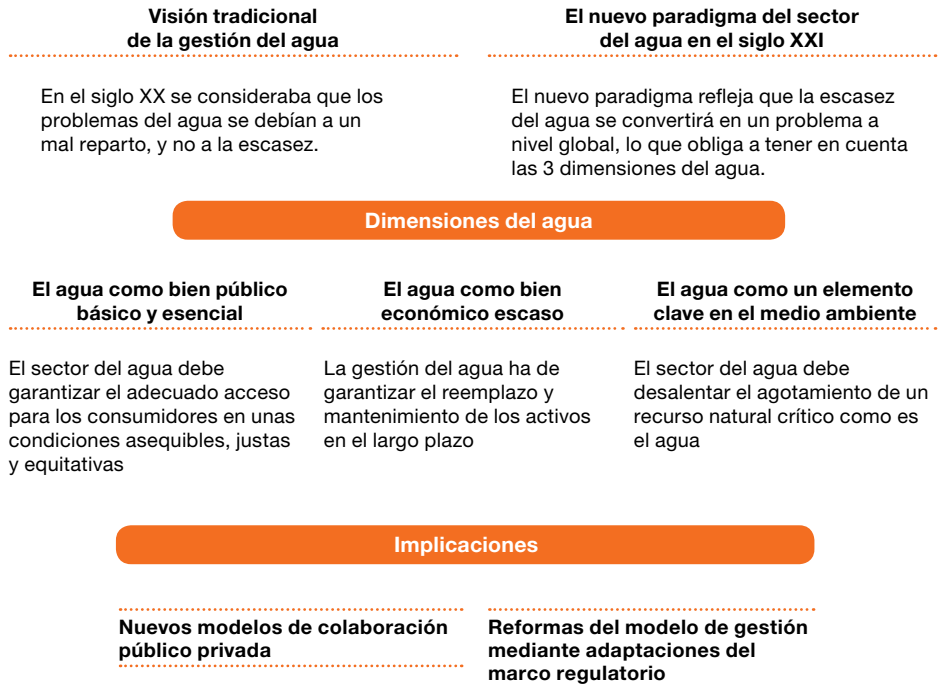 Visión tradicional
de la gestión del agua
En el siglo XX se consideraba que los
problemas del agua se debían a un
mal reparto, y no a la escasez.
El nuevo paradigma del sector
del agua en el siglo XXI
El nuevo paradigma refleja que la escasez
del agua se convertirá en un problema a
nivel global, lo que obliga a tener en cuenta
las 3 dimensiones del agua.
Dimensiones del agua
El agua como bien público
básico y esencial
El sector del agua debe
garantizar el adecuado acceso
para los consumidores en unas
condiciones asequibles, justas
y equitativas
El agua como bien
económico escaso
La gestión del agua ha de
garantizar el reemplazo y
mantenimiento de los activos
en el largo plazo
El agua como un elemento
clave en el medio ambiente
El sector del agua debe
desalentar el agotamiento de un
recurso natural crítico como es
el agua
Implicaciones
Nuevos modelos de colaboración
público privada
Reformas del modelo de gestión
mediante adaptaciones del
marco regulatorio